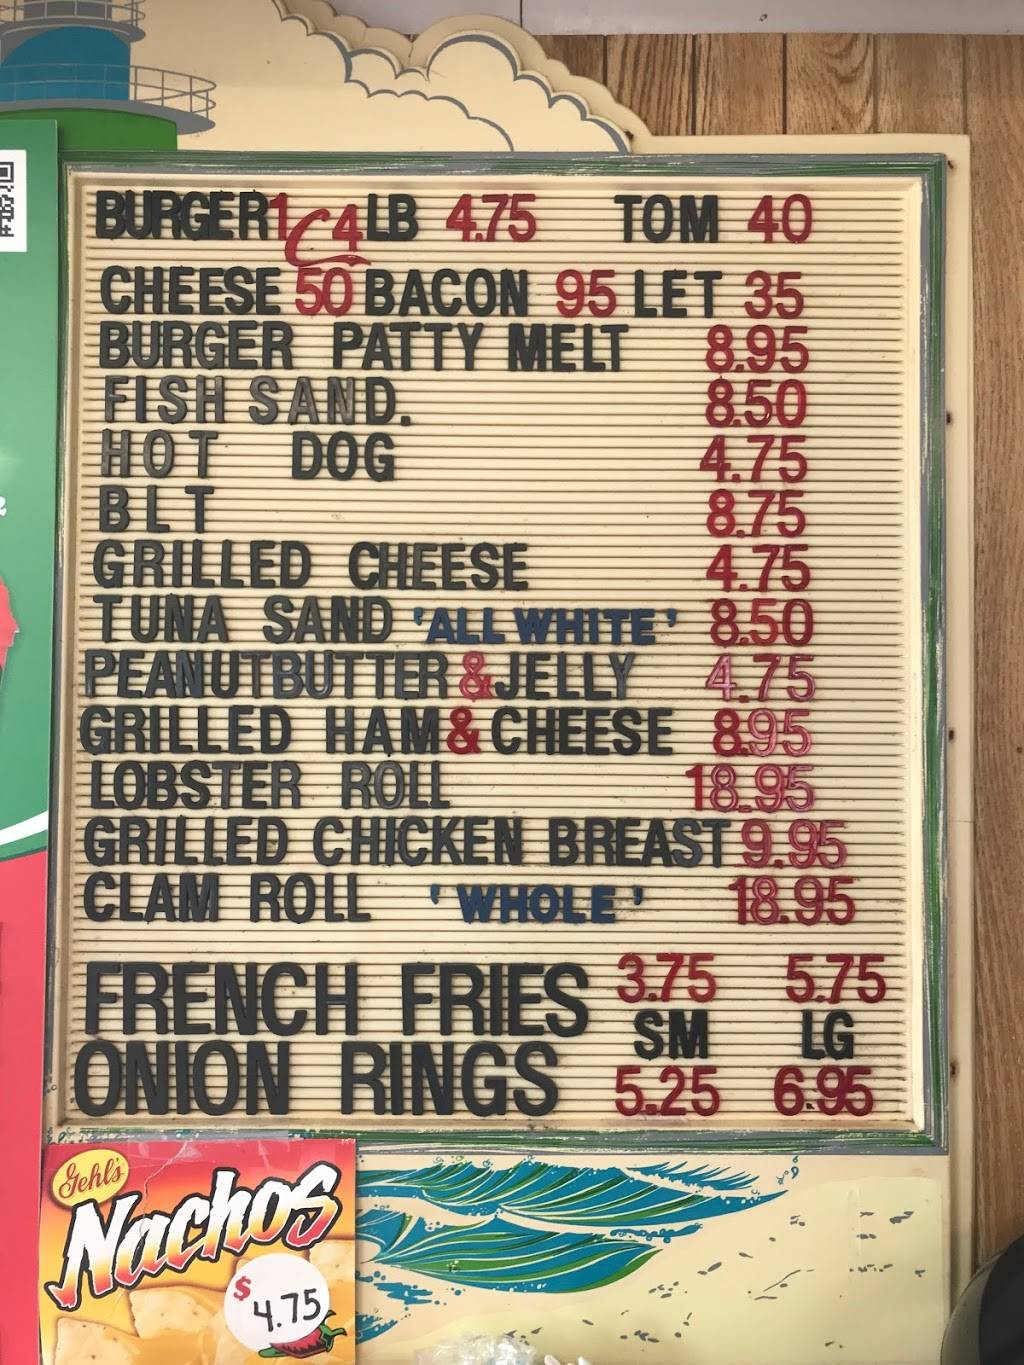 BURGER 1/4 LB 4.75 TOM 40
CHEESE 50 BACON 95 LET 35
BURGER PATTY MELT 8.95
FISH SAND. 8.50
HOT DOG 4.75
BLT 8.75
GRILLED CHEESE 4.75
TUNA SAND 'ALL WHITE' 8.50
PEANUTBUTTER & JELLY 4.75
GRILLED HAM & CHEESE 8.95
LOBSTER ROLL 18.95
GRILLED CHICKEN BREAST 9.95
CLAM ROLL 'WHOLE' 18.95
FRENCH FRIES 3.75 5.75
SM LG
ONION RINGS 5.25 6.95
Gehl's
Nachos
$4.75